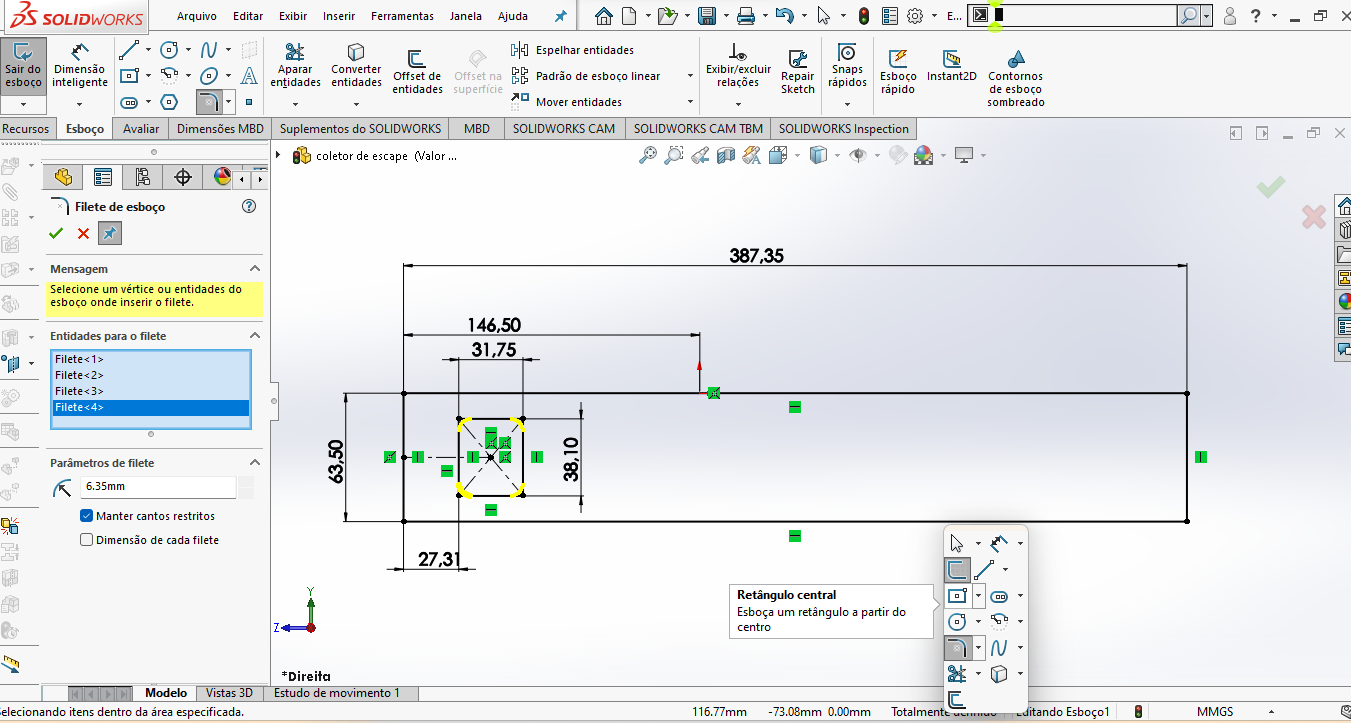 SOLIDWORKS
Arquivo Editar Exibir Inserir Ferramentas Janela Ajuda
E...
Sair do esboço
Dimensão inteligente
Aparar entidades
Converter entidades
Offset de entidades
Offset na superfície
Espelhar entidades
Padrão de esboço linear
Mover entidades
Exibir/excluir relações
Repair Sketch
Snaps rápidos
Esboço rápido
Instant2D
Contornos de esboço sombreado
Recursos Esboço Avaliar Dimensões MBD Suplementos do SOLIDWORKS MBD SOLIDWORKS CAM SOLIDWORKS CAM TBM SOLIDWORKS Inspection
coletor de escape (Valor ...
Filete de esboço
Mensagem
Selecione um vértice ou entidades do
esboço onde inserir o filete.
Entidades para o filete
Filete<1>
Filete<2>
Filete<3>
Filete<4>
Parâmetros de filete
6.35mm
Manter cantos restritos
Dimensão de cada filete
387,35
146,50
31,75
63,50
38,10
27,31
Y
Z
*Direita
Retângulo central
Esboça um retângulo a partir do
centro
Modelo Vistas 3D Estudo de movimento 1
elecionando itens dentro da área especificada.
116.77mm -73.08mm 0.00mm Totalmente definido Editando Esboço1 MMGS